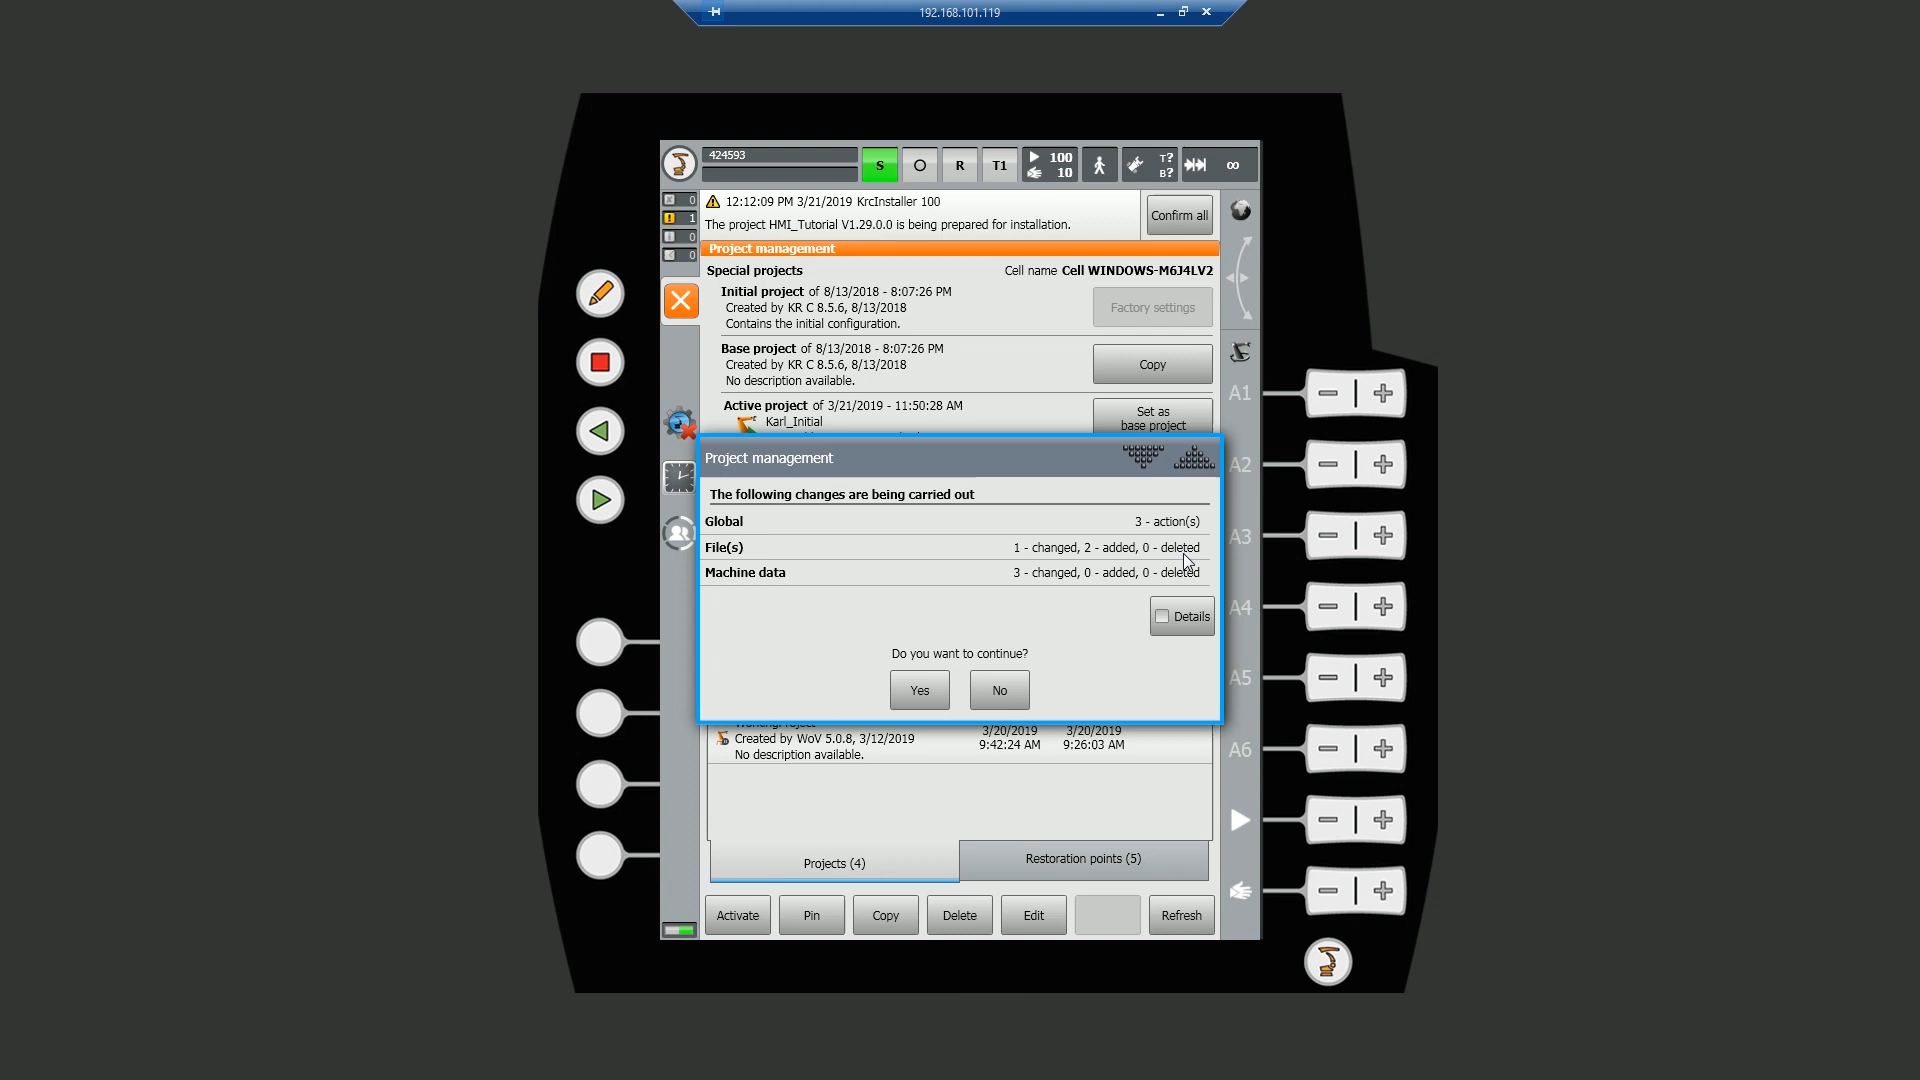 192.168.101.119
424593
S
O
R
T1
100
10
T?
B?
∞
0
1
0
0
12:12:09 PM 3/21/2019 KrcInstaller 100
The project HMI_Tutorial V1.29.0.0 is being prepared for installation.
Confirm all
Project management
Special projects
Cell name Cell WINDOWS-M6J4LV2
Initial project of 8/13/2018 - 8:07:26 PM
Created by KR C 8.5.6, 8/13/2018
Contains the initial configuration.
Factory settings
Base project of 8/13/2018 - 8:07:26 PM
Created by KR C 8.5.6, 8/13/2018
No description available.
Copy
Active project of 3/21/2019 - 11:50:28 AM
Karl_Initial
Set as
base project
Project management
The following changes are being carried out
Global 3 - action(s)
File(s) 1 - changed, 2 - added, 0 - deleted
Machine data 3 - changed, 0 - added, 0 - deleted
Details
Do you want to continue?
Yes
No
Created by WoV 5.0.8, 3/12/2019
No description available.
3/20/2019
9:42:24 AM
3/20/2019
9:26:03 AM
Projects (4)
Restoration points (5)
Activate
Pin
Copy
Delete
Edit
Refresh
A1
A2
A3
A4
A5
A6